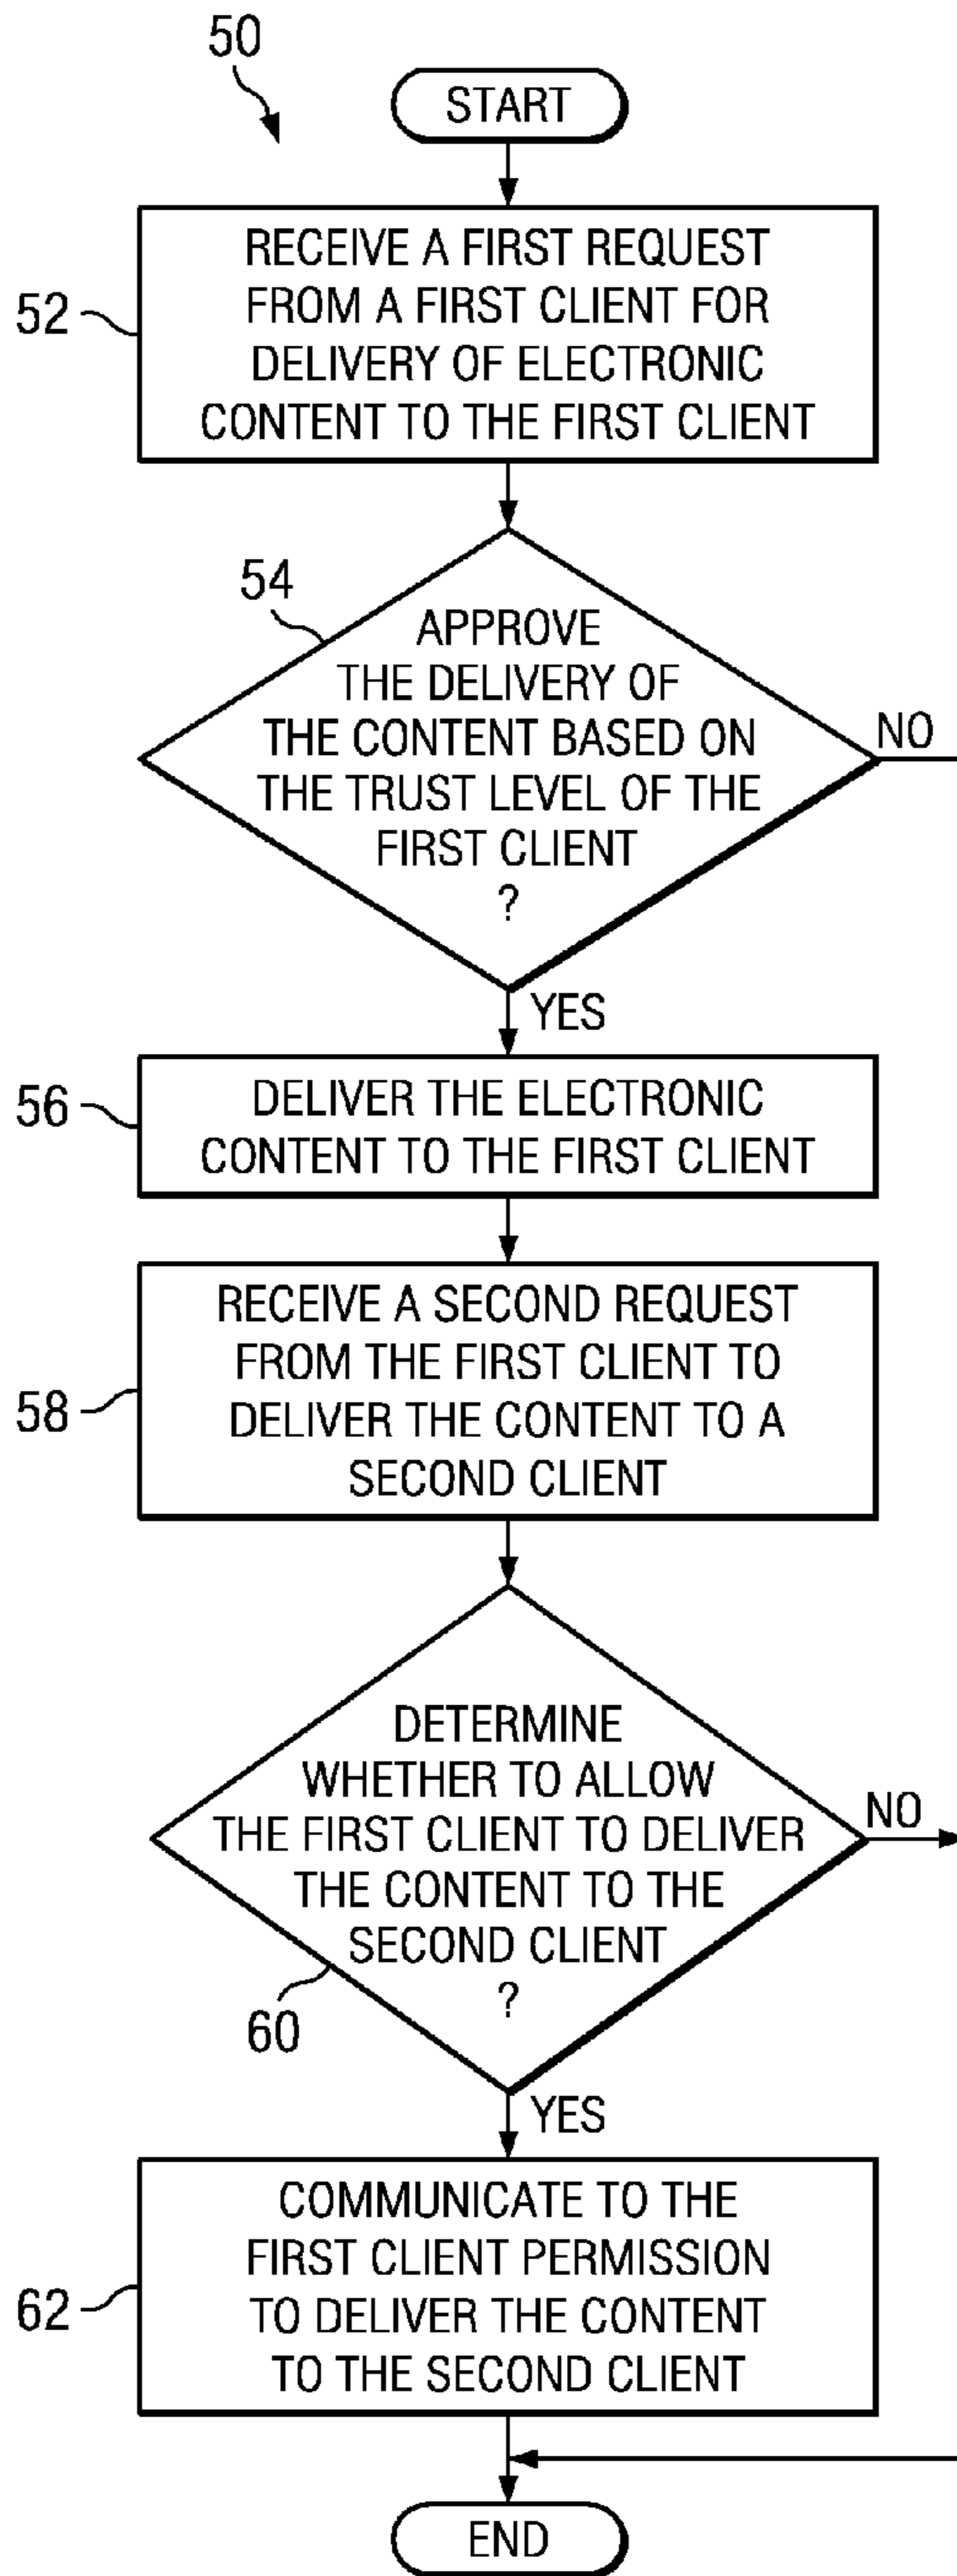 50
START
52
RECEIVE A FIRST REQUEST
FROM A FIRST CLIENT FOR
DELIVERY OF ELECTRONIC
CONTENT TO THE FIRST CLIENT
54
APPROVE
THE DELIVERY OF
THE CONTENT BASED ON
THE TRUST LEVEL OF THE
FIRST CLIENT
?
NO
YES
56
DELIVER THE ELECTRONIC
CONTENT TO THE FIRST CLIENT
58
RECEIVE A SECOND REQUEST
FROM THE FIRST CLIENT TO
DELIVER THE CONTENT TO A
SECOND CLIENT
DETERMINE
WHETHER TO ALLOW
THE FIRST CLIENT TO DELIVER
THE CONTENT TO THE
SECOND CLIENT
?
NO
60
YES
62
COMMUNICATE TO THE
FIRST CLIENT PERMISSION
TO DELIVER THE CONTENT
TO THE SECOND CLIENT
END